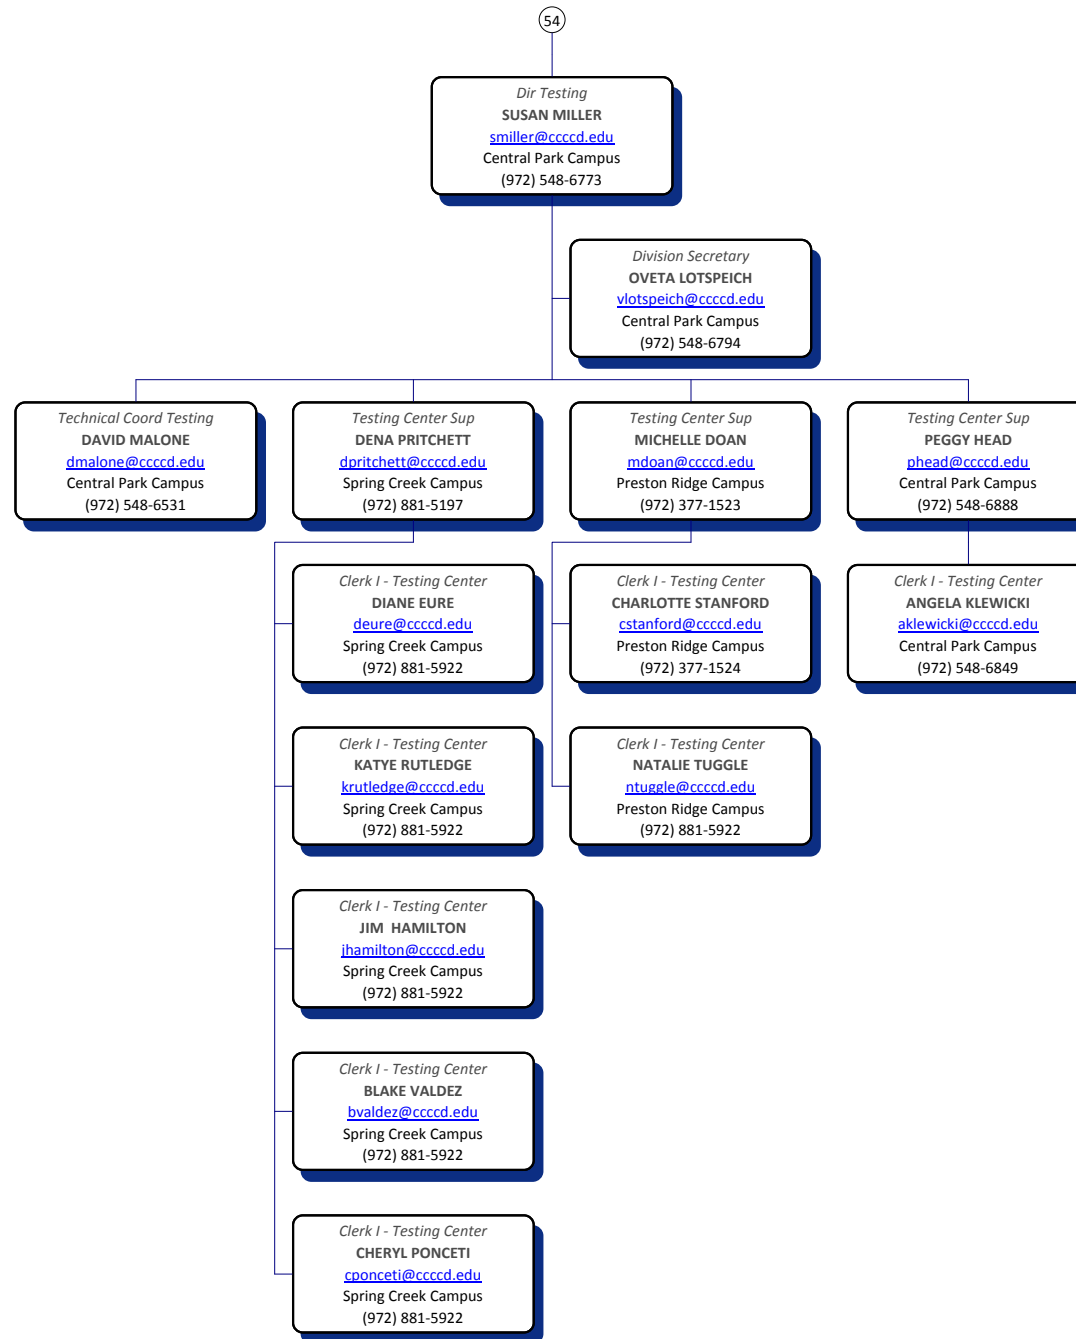 54
Dir Testing
SUSAN MILLER
smiller@ccccd.edu
Central Park Campus
(972) 548-6773
Division Secretary
OVETA LOTSPEICH
vlotspeich@ccccd.edu
Central Park Campus
(972) 548-6794
Technical Coord Testing
DAVID MALONE
dmalone@ccccd.edu
Central Park Campus
(972) 548-6531
Testing Center Sup
DENA PRITCHETT
dpritchett@ccccd.edu
Spring Creek Campus
(972) 881-5197
Testing Center Sup
MICHELLE DOAN
mdoan@ccccd.edu
Preston Ridge Campus
(972) 377-1523
Testing Center Sup
PEGGY HEAD
phead@ccccd.edu
Central Park Campus
(972) 548-6888
Clerk I - Testing Center
DIANE EURE
deure@ccccd.edu
Spring Creek Campus
(972) 881-5922
Clerk I - Testing Center
CHARLOTTE STANFORD
cstanford@ccccd.edu
Preston Ridge Campus
(972) 377-1524
Clerk I - Testing Center
ANGELA KLEWICKI
aklewicki@ccccd.edu
Central Park Campus
(972) 548-6849
Clerk I - Testing Center
KATYE RUTLEDGE
krutledge@ccccd.edu
Spring Creek Campus
(972) 881-5922
Clerk I - Testing Center
NATALIE TUGGLE
ntuggle@ccccd.edu
Preston Ridge Campus
(972) 881-5922
Clerk I - Testing Center
JIM  HAMILTON
jhamilton@ccccd.edu
Spring Creek Campus
(972) 881-5922
Clerk I - Testing Center
BLAKE VALDEZ
bvaldez@ccccd.edu
Spring Creek Campus
(972) 881-5922
Clerk I - Testing Center
CHERYL PONCETI
cponceti@ccccd.edu
Spring Creek Campus
(972) 881-5922